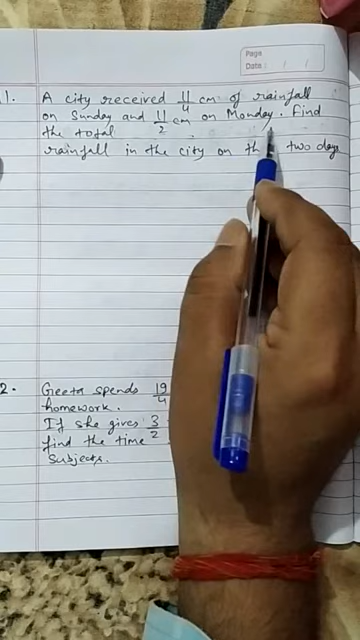 Page
Date : / /
1. A city received 11/4 cm of rainfall
on Sunday and 11/2 cm on Monday. Find
the total
rainfall in the city on th two days
2. Geeta spends 19/4
homework.
If she gives 3/2
find the time
subjects.